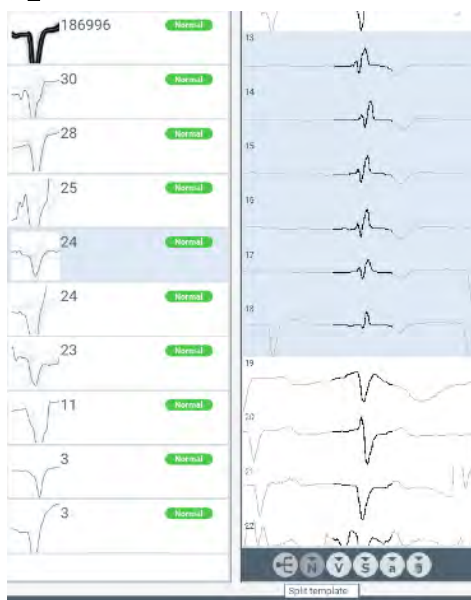 186996 Normal
30 Normal
28 Normal
25 Normal
24 Normal
24 Normal
23 Normal
11 Normal
3 Normal
3 Normal
13
14
15
16
17
18
19
20
21
22
N V S a
Split template